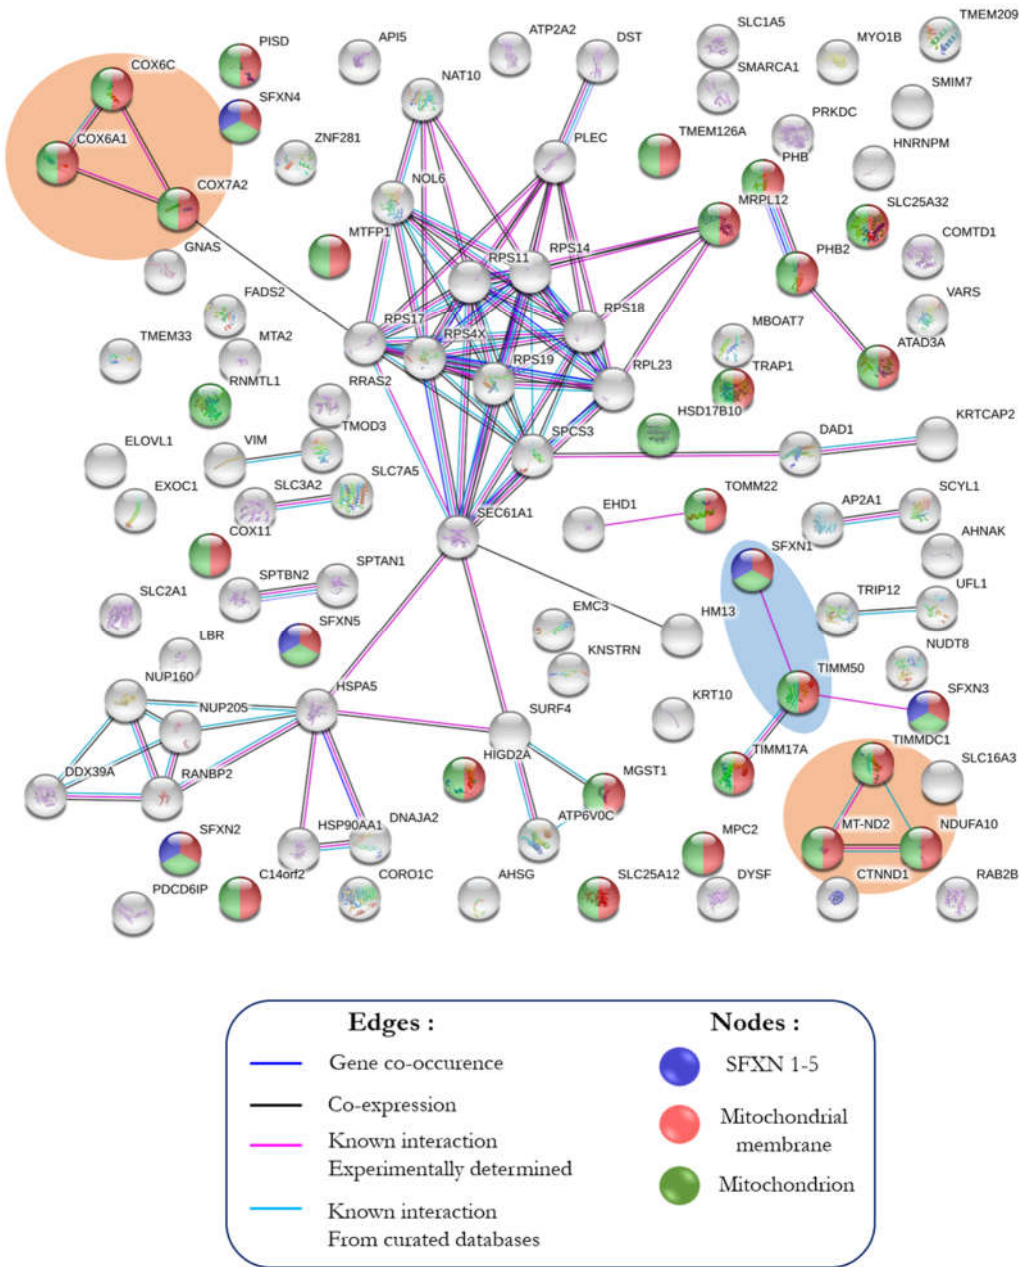 TMEM209
SLC1A5
ATP2A2
DST
API5
PISD
MYO1B
COX6C
SMARCA1
NAT10
SMIM7
SFXN4
PRKDC
TMEM126A
PLEC
ZNF281
COX6A1
HNRNPM
PHB
NOL6
COX7A2
MRPL12
SLC25A32
MTFP1
GNAS
RPS11
RPS14
PHB2
COMTD1
FADS2
RPS17
RPS18
VARS
MBOAT7
TMEM33
MTA2
RPS4X
RPS19
RPL23
ATAD3A
TRAP1
RNMTL1
RRAS2
HSD17B10
KRTCAP2
SPCS3
DAD1
TMOD3
VIM
ELOVL1
SLC7A5
EXOC1
SLC3A2
SEC61A1
EHD1
TOMM22
AP2A1
SCYL1
COX11
SFXN1
AHNAK
SPTBN2
SPTAN1
SLC2A1
TRIP12
UFL1
EMC3
HM13
SFXN5
LBR
KNSTRN
NUDT8
TIMM50
NUP160
HSPA5
SFXN3
NUP205
SURF4
KRT10
HIGD2A
TIMM17A
TIMMDC1
DDX39A
RANBP2
MGST1
SLC16A3
HSP90AA1
DNAJA2
ATP6V0C
MT-ND2
NDUFA10
SFXN2
MPC2
PDCD6IP
C14orf2
CORO1C
AHSG
SLC25A12
DYSF
CTNND1
RAB2B
Edges :
Nodes :
Gene co-occurence
SFXN 1-5
Co-expression
Mitochondrial
membrane
Known interaction
Experimentally determined
Mitochondrion
Known interaction
From curated databases